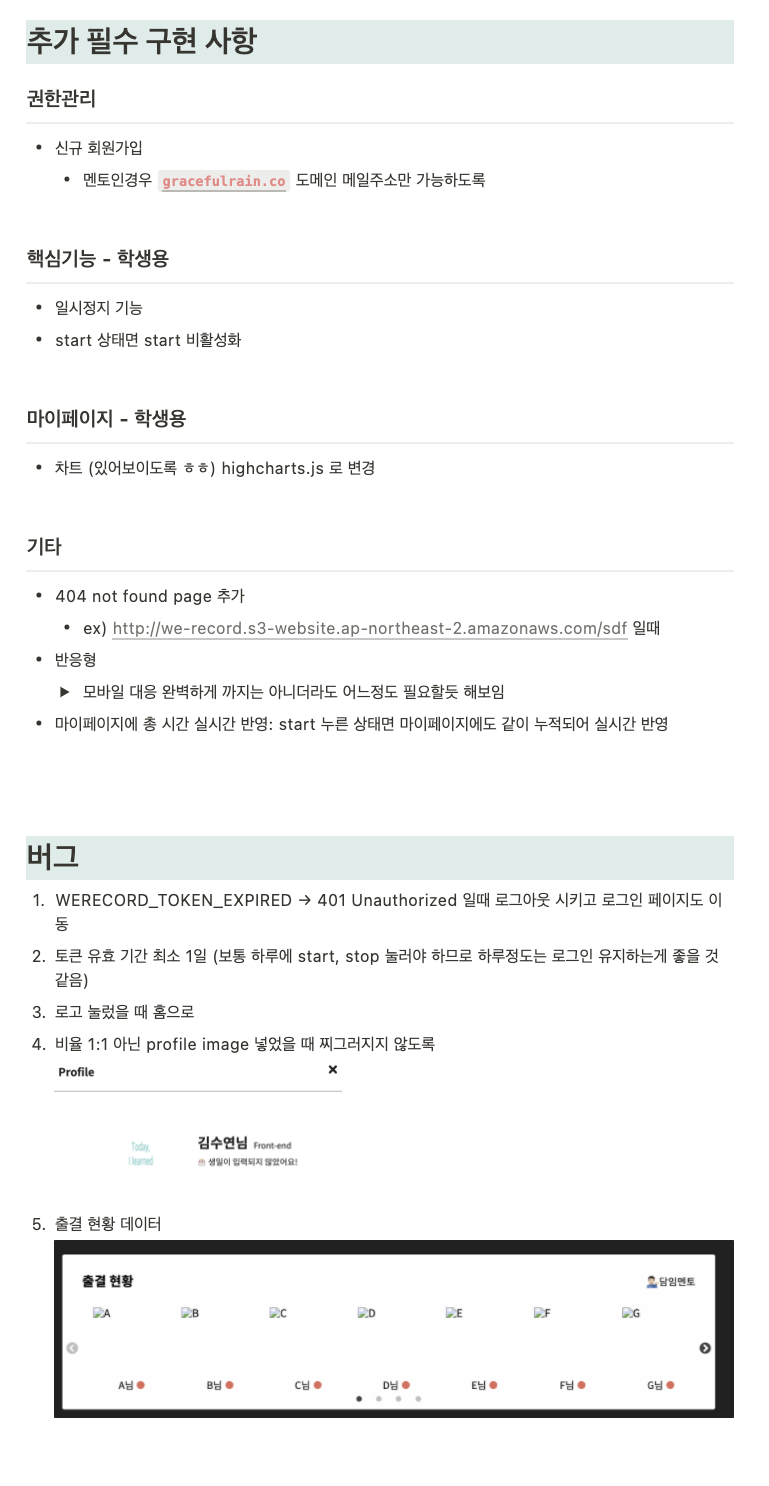 추가 필수 구현 사항
권한관리
• 신규 회원가입
• 멘토인경우 gracefulrain.co 도메인 메일주소만 가능하도록
핵심기능 - 학생용
• 일시정지 기능
• start 상태면 start 비활성화
마이페이지 - 학생용
• 차트 (있어보이도록 ㅎㅎ) highcharts.js 로 변경
기타
• 404 not found page 추가
• ex) http://we-record.s3-website.ap-northeast-2.amazonaws.com/sdf 일때
• 반응형
▶ 모바일 대응 완벽하게 까지는 아니더라도 어느정도 필요할듯 해보임
• 마이페이지에 총 시간 실시간 반영: start 누른 상태면 마이페이지에도 같이 누적되어 실시간 반영
버그
1. WERECORD_TOKEN_EXPIRED → 401 Unauthorized 일때 로그아웃 시키고 로그인 페이지도 이
동
2. 토큰 유효 기간 최소 1일 (보통 하루에 start, stop 눌러야 하므로 하루정도는 로그인 유지하는게 좋을 것
같음)
3. 로고 눌렀을 때 홈으로
4. 비율 1:1 아닌 profile image 넣었을 때 찌그러지지 않도록
Profile ×
Today,
I learned
김수연님 Front-end
생일이 입력되지 않았어요!
5. 출결 현황 데이터
출결 현황 담임멘토
A B C D E F G
A님 B님 C님 D님 E님 F님 G님